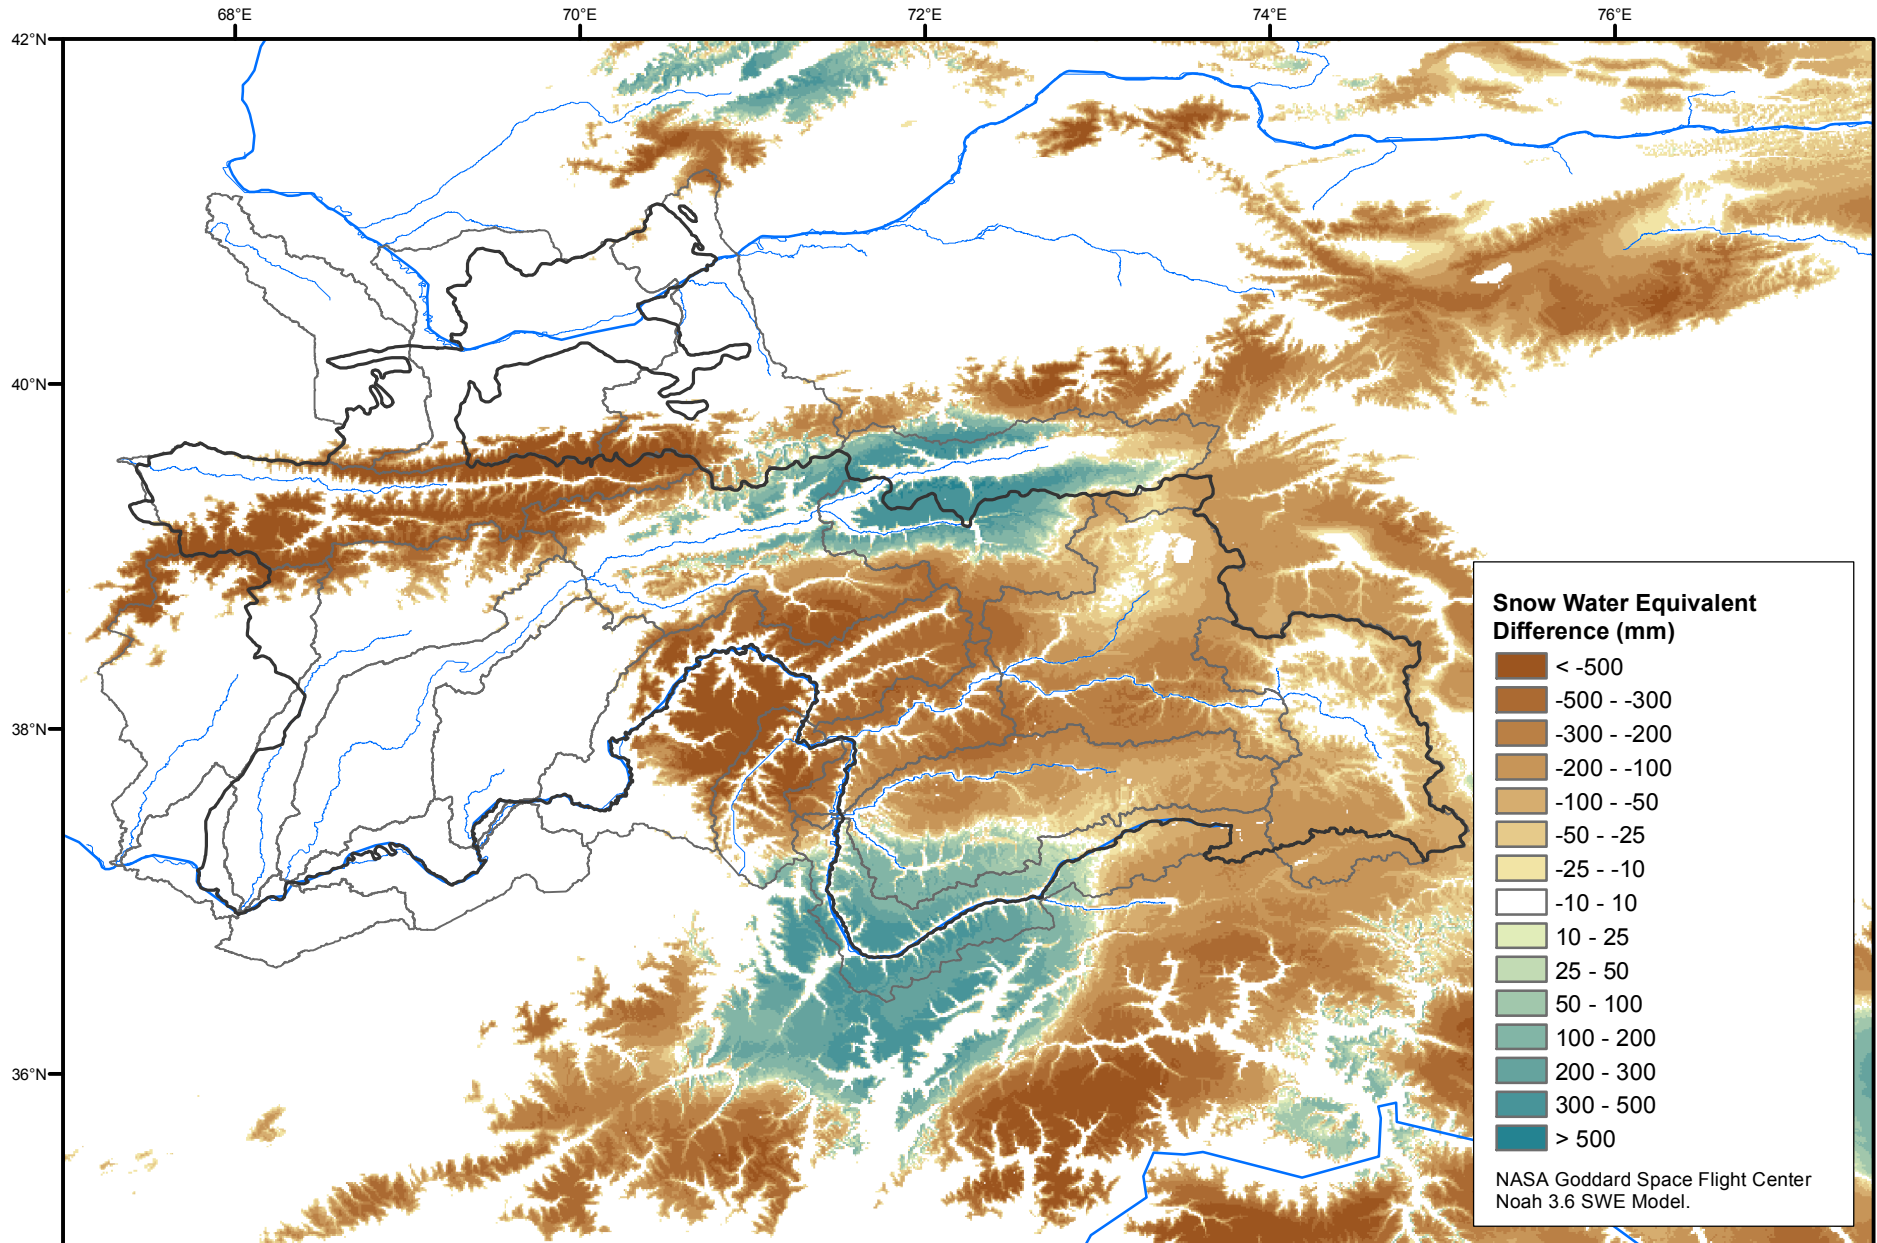 68°E 70°E 72°E 74°E 76°E
42°N
40°N
38°N
36°N
Snow Water Equivalent
Difference (mm)
< -500
-500 - -300
-300 - -200
-200 - -100
-100 - -50
-50 - -25
-25 - -10
-10 - 10
10 - 25
25 - 50
50 - 100
100 - 200
200 - 300
300 - 500
> 500
NASA Goddard Space Flight Center
Noah 3.6 SWE Model.